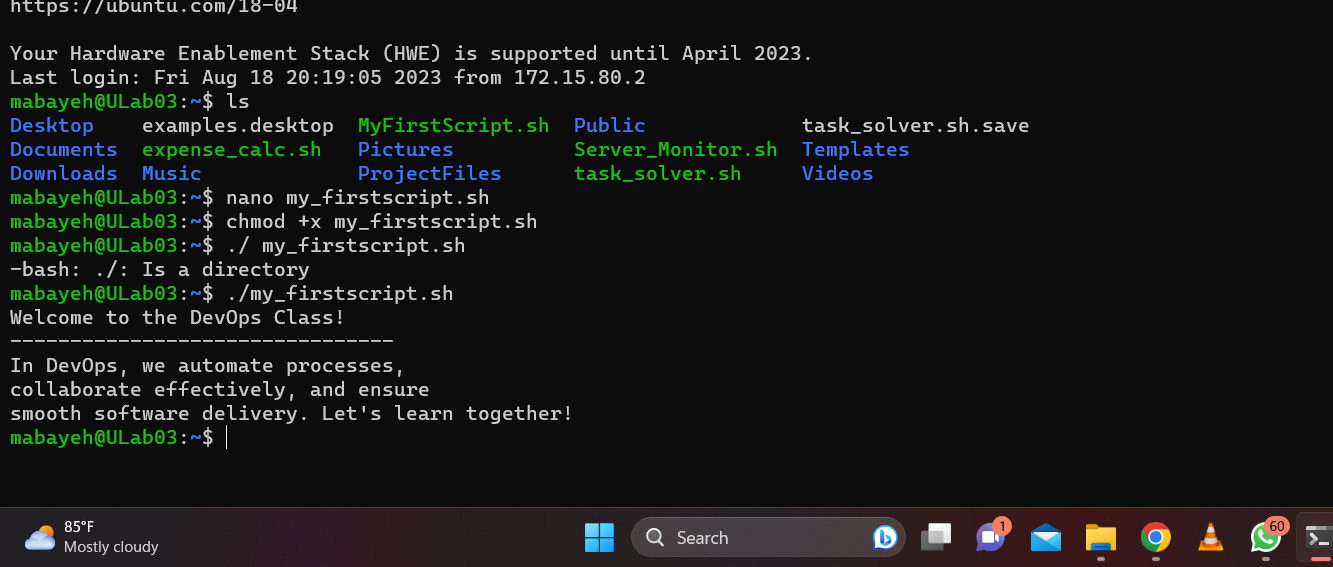 https://ubuntu.com/18-04
Your Hardware Enablement Stack (HWE) is supported until April 2023.
Last login: Fri Aug 18 20:19:05 2023 from 172.15.80.2
mabayeh@ULab03:~$ ls
Desktop examples.desktop MyFirstScript.sh Public task_solver.sh.save
Documents expense_calc.sh Pictures Server_Monitor.sh Templates
Downloads Music ProjectFiles task_solver.sh Videos
mabayeh@ULab03:~$ nano my_firstscript.sh
mabayeh@ULab03:~$ chmod +x my_firstscript.sh
mabayeh@ULab03:~$ ./ my_firstscript.sh
-bash: ./: Is a directory
mabayeh@ULab03:~$ ./my_firstscript.sh
Welcome to the DevOps Class!
--------------------------------
In DevOps, we automate processes,
collaborate effectively, and ensure
smooth software delivery. Let's learn together!
mabayeh@ULab03:~$
85°F
Mostly cloudy
Search
1
60